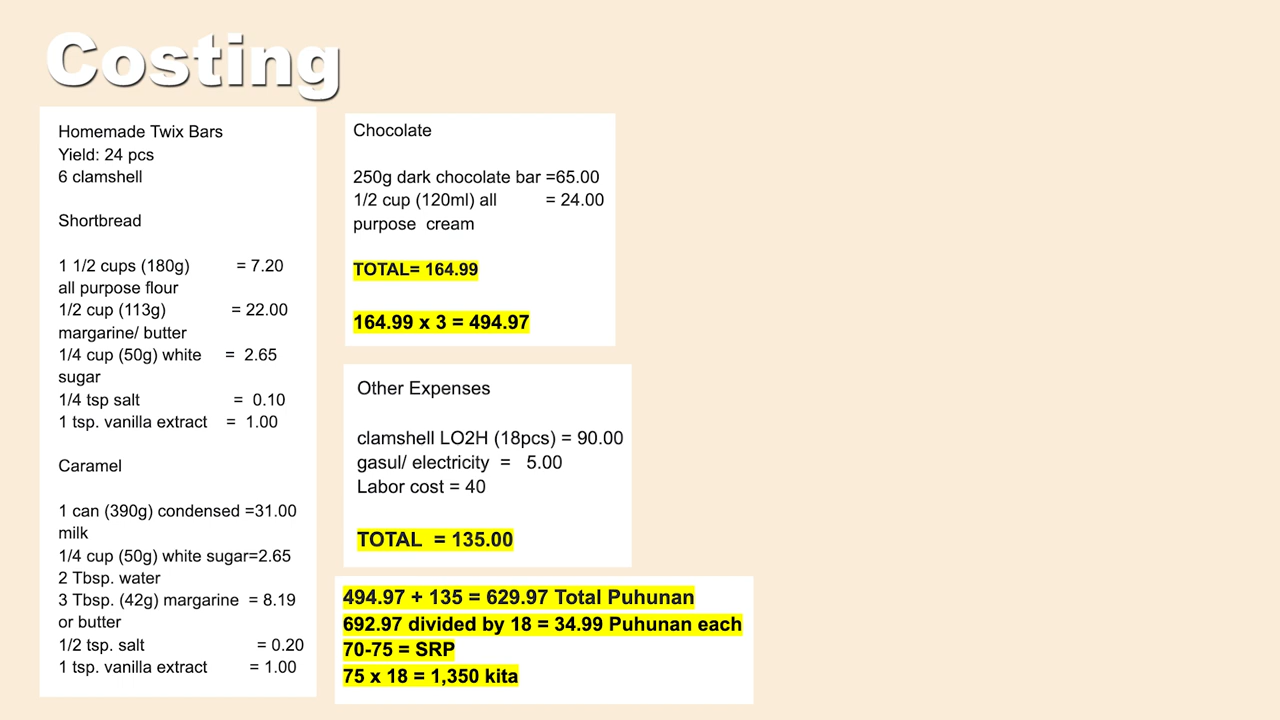 Costing
Homemade Twix Bars
Yield: 24 pcs
6 clamshell
Shortbread
1 1/2 cups (180g) = 7.20
all purpose flour
1/2 cup (113g) = 22.00
margarine/ butter
1/4 cup (50g) white = 2.65
sugar
1/4 tsp salt = 0.10
1 tsp. vanilla extract = 1.00
Caramel
1 can (390g) condensed =31.00
milk
1/4 cup (50g) white sugar=2.65
2 Tbsp. water
3 Tbsp. (42g) margarine = 8.19
or butter
1/2 tsp. salt = 0.20
1 tsp. vanilla extract = 1.00
Chocolate
250g dark chocolate bar =65.00
1/2 cup (120ml) all = 24.00
purpose cream
TOTAL= 164.99
164.99 x 3 = 494.97
Other Expenses
clamshell LO2H (18pcs) = 90.00
gasul/ electricity = 5.00
Labor cost = 40
TOTAL = 135.00
494.97 + 135 = 629.97 Total Puhunan
692.97 divided by 18 = 34.99 Puhunan each
70-75 = SRP
75 x 18 = 1,350 kita